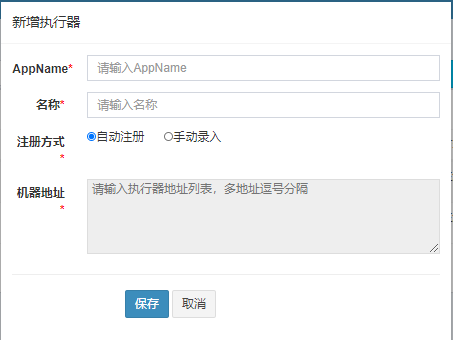 新增执行器
AppName* 请输入AppName
名称* 请输入名称
注册方式* 自动注册 手动录入
机器地址* 请输入执行器地址列表，多地址逗号分隔
保存 取消